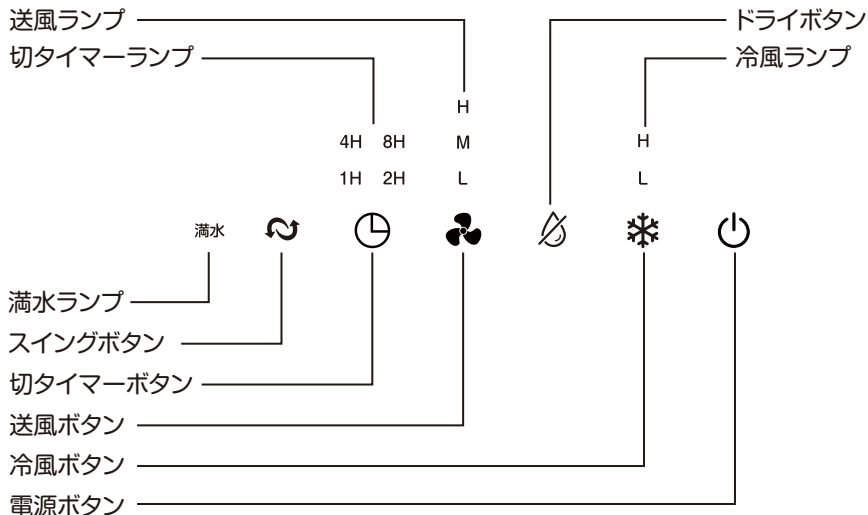 送風ランプ
ドライボタン
切タイマーランプ
冷風ランプ
H
4H 8H M H
1H 2H L L
満水
満水ランプ
スイングボタン
切タイマーボタン
送風ボタン
冷風ボタン
電源ボタン